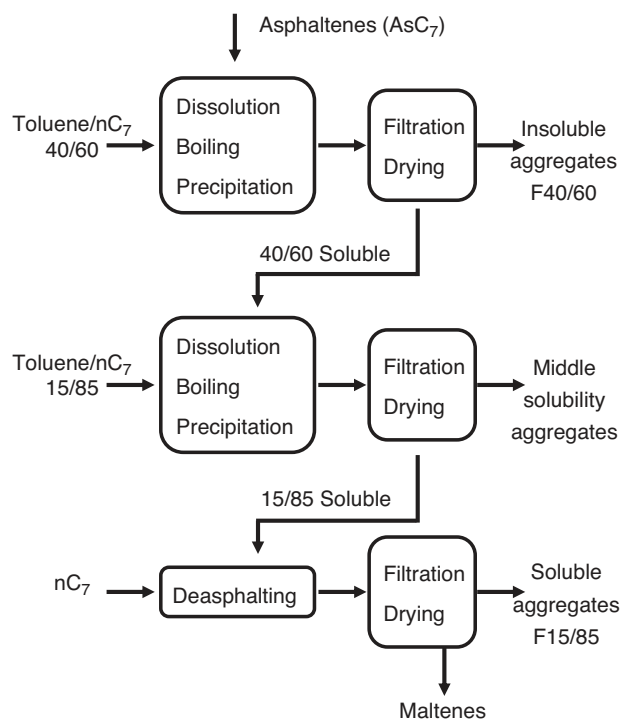 Asphaltenes (AsC₇)
Toluene/nC₇
40/60
Dissolution
Boiling
Precipitation
Filtration
Drying
Insoluble
aggregates
F40/60
40/60 Soluble
Toluene/nC₇
15/85
Dissolution
Boiling
Precipitation
Filtration
Drying
Middle
solubility
aggregates
15/85 Soluble
nC₇
Deasphalting
Filtration
Drying
Soluble
aggregates
F15/85
Maltenes